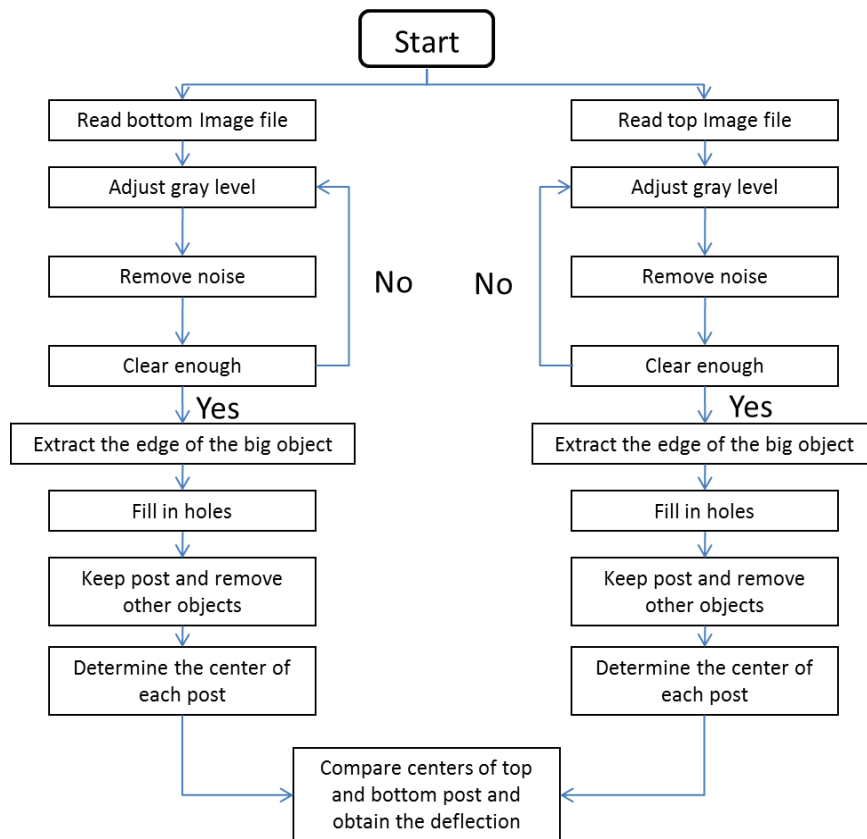 Start
Read bottom Image file
Read top Image file
Adjust gray level
Adjust gray level
Remove noise
No
No
Remove noise
Clear enough
Clear enough
Yes
Yes
Extract the edge of the big object
Extract the edge of the big object
Fill in holes
Fill in holes
Keep post and remove
other objects
Keep post and remove
other objects
Determine the center of
each post
Determine the center of
each post
Compare centers of top
and bottom post and
obtain the deflection